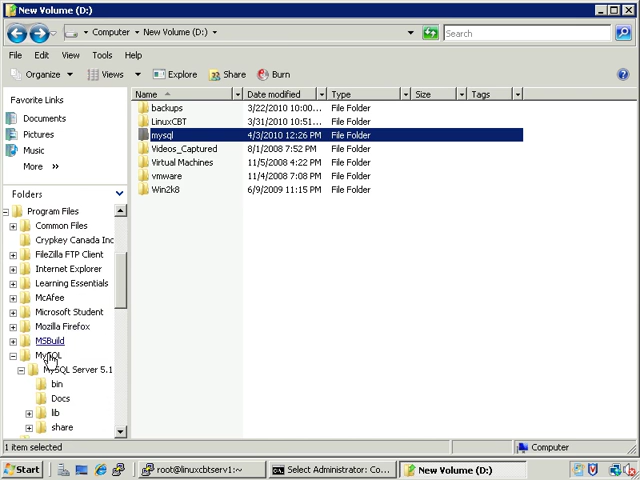 New Volume (D:)
Computer
New Volume (D:)
Search
File Edit View Tools Help
Organize Views Explore Share Burn
Favorite Links
Documents
Pictures
Music
More >>
Folders
Program Files
Common Files
Crypkey Canada Inc
FileZilla FTP Client
Internet Explorer
Learning Essentials
McAfee
Microsoft Student
Mozilla Firefox
MSBuild
MySQL
MySQL Server 5.1
bin
Docs
lib
share
Name Date modified Type Size Tags
backups 3/22/2010 10:00... File Folder
LinuxCBT 3/31/2010 10:51... File Folder
mysql 4/3/2010 12:26 PM File Folder
Videos_Captured 8/1/2008 7:52 PM File Folder
Virtual Machines 11/5/2008 4:22 PM File Folder
vmware 11/4/2008 7:08 PM File Folder
Win2k8 6/9/2009 11:15 PM File Folder
1 item selected
Computer
Start
root@linuxcbtserv1:~
Select Administrator: Co...
New Volume (D:)